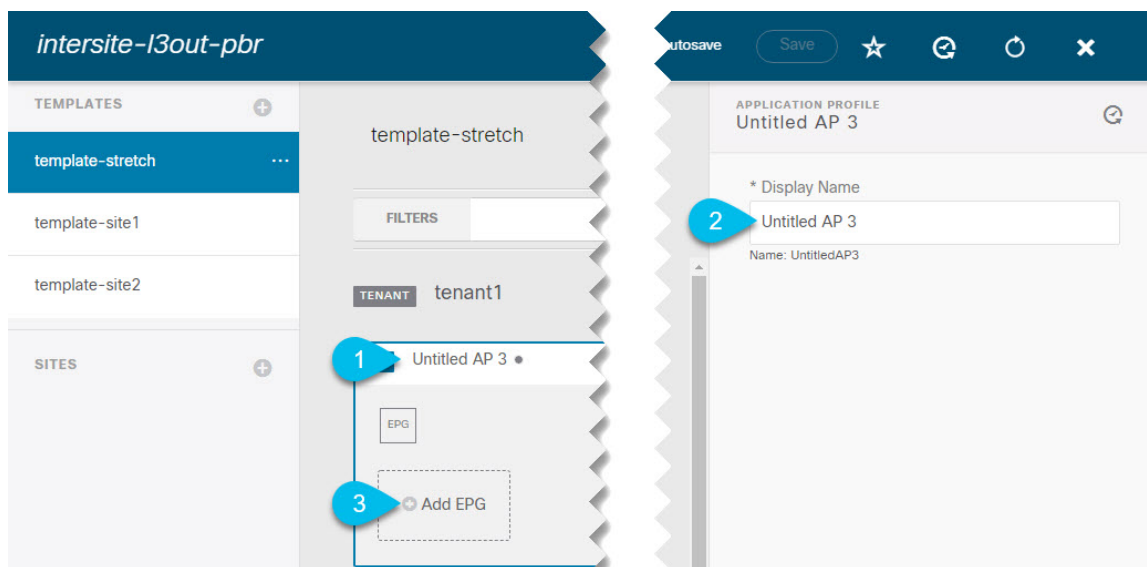 intersite-l3out-pbr
utosave
Save
TEMPLATES
template-stretch
template-site1
template-site2
SITES
template-stretch
FILTERS
TENANT tenant1
1
Untitled AP 3
EPG
3
Add EPG
APPLICATION PROFILE
Untitled AP 3
* Display Name
2
Untitled AP 3
Name: UntitledAP3